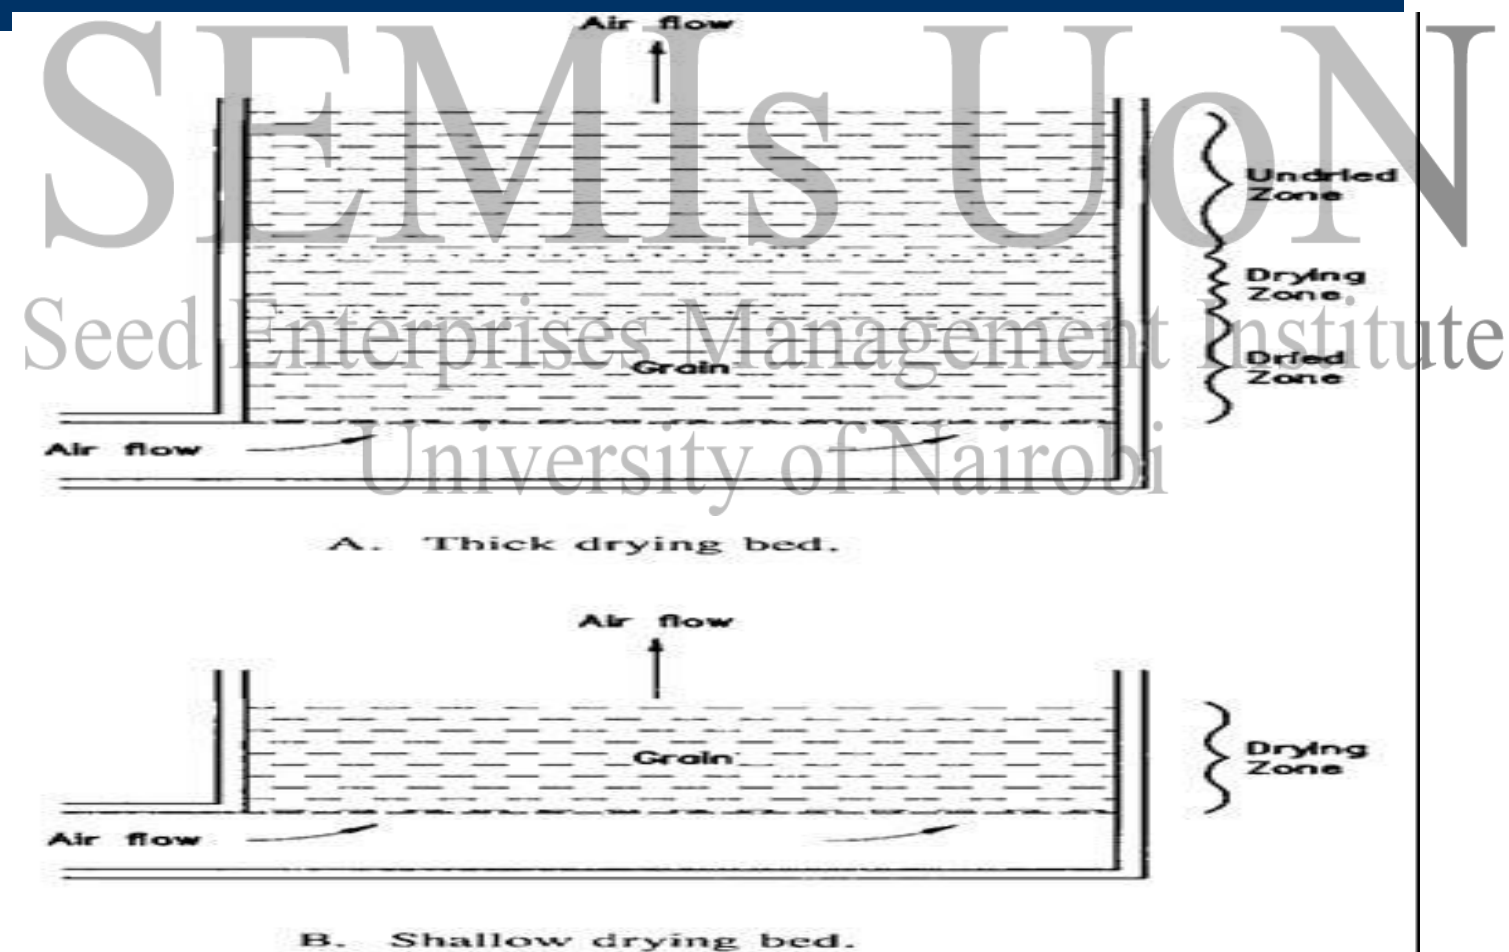 Air flow
SEMIs UoN
Undried
Zone
Drying
Zone
Seed Enterprises Management Institute
Dried
Zone
Grain
Air flow
University of Nairobi
A. Thick drying bed.
Air flow
Grain
Drying
Zone
Air flow
B. Shallow drying bed.